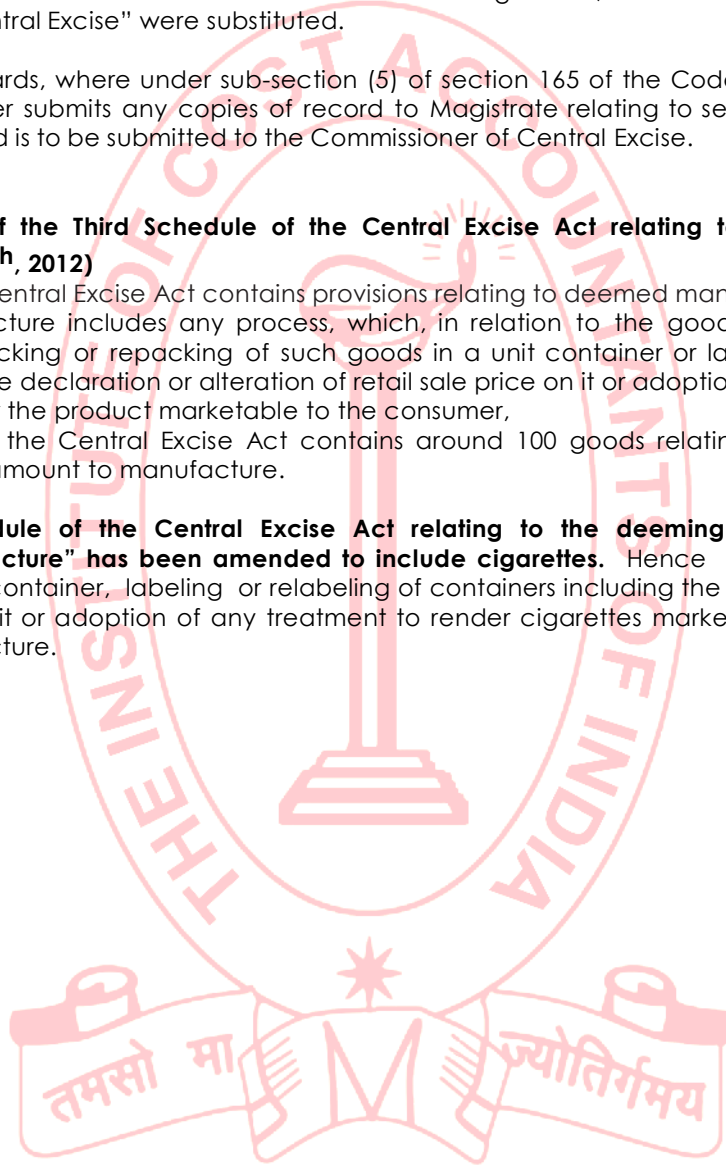 ntral Excise” were substituted.
ards, where under sub-section (5) of section 165 of the Cod
er submits any copies of record to Magistrate relating to se
d is to be submitted to the Commissioner of Central Excise.
f the Third Schedule of the Central Excise Act relating t
h, 2012)
entral Excise Act contains provisions relating to deemed man
cture includes any process, which, in relation to the good
cking or repacking of such goods in a unit container or la
e declaration or alteration of retail sale price on it or adoptio
r the product marketable to the consumer,
the Central Excise Act contains around 100 goods relatin
amount to manufacture.
dule of the Central Excise Act relating to the deeming
cture” has been amended to include cigarettes. Hence
container, labeling or relabeling of containers including the
it or adoption of any treatment to render cigarettes marke
cture.
THE INSTITUTE OF COST ACCOUNTANTS OF INDIA
तमसो मा ज्योतिर्गमय